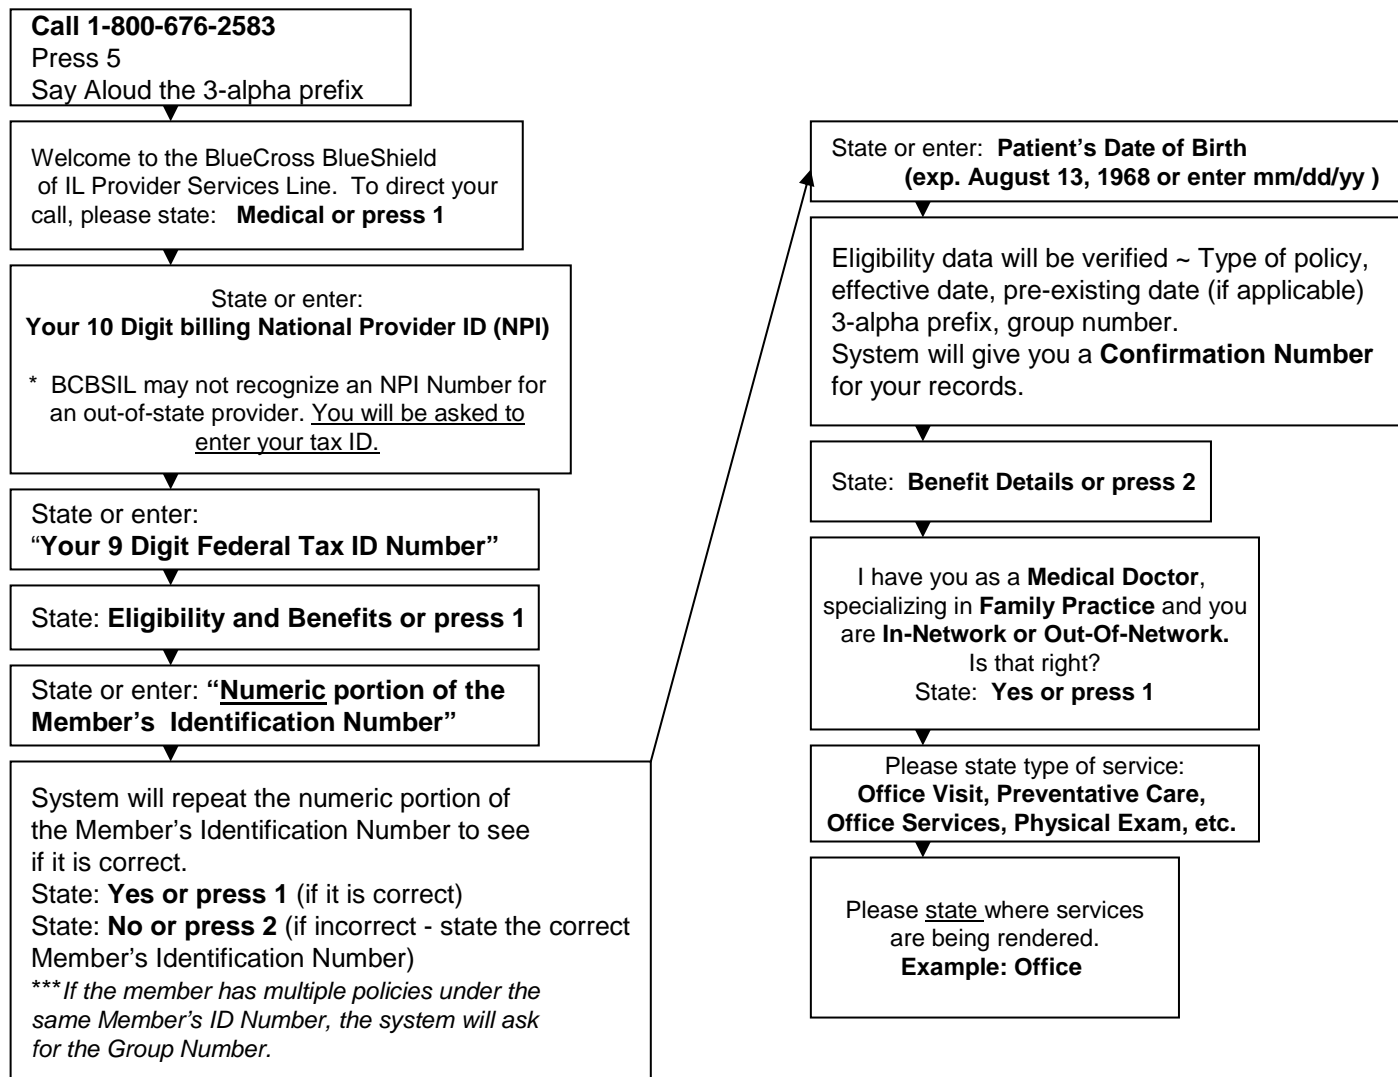 Call 1-800-676-2583
Press 5
Say Aloud the 3-alpha prefix
Welcome to the BlueCross BlueShield
of IL Provider Services Line. To direct your
call, please state: Medical or press 1
State or enter:
Your 10 Digit billing National Provider ID (NPI)
* BCBSIL may not recognize an NPI Number for
an out-of-state provider. You will be asked to
enter your tax ID.
State or enter:
“Your 9 Digit Federal Tax ID Number”
State: Eligibility and Benefits or press 1
State or enter: “Numeric portion of the
Member’s Identification Number”
System will repeat the numeric portion of
the Member’s Identification Number to see
if it is correct.
State: Yes or press 1 (if it is correct)
State: No or press 2 (if incorrect - state the correct
Member’s Identification Number)
***If the member has multiple policies under the
same Member’s ID Number, the system will ask
for the Group Number.
State or enter: Patient’s Date of Birth
(exp. August 13, 1968 or enter mm/dd/yy )
Eligibility data will be verified ~ Type of policy,
effective date, pre-existing date (if applicable)
3-alpha prefix, group number.
System will give you a Confirmation Number
for your records.
State: Benefit Details or press 2
I have you as a Medical Doctor,
specializing in Family Practice and you
are In-Network or Out-Of-Network.
Is that right?
State: Yes or press 1
Please state type of service:
Office Visit, Preventative Care,
Office Services, Physical Exam, etc.
Please state where services
are being rendered.
Example: Office